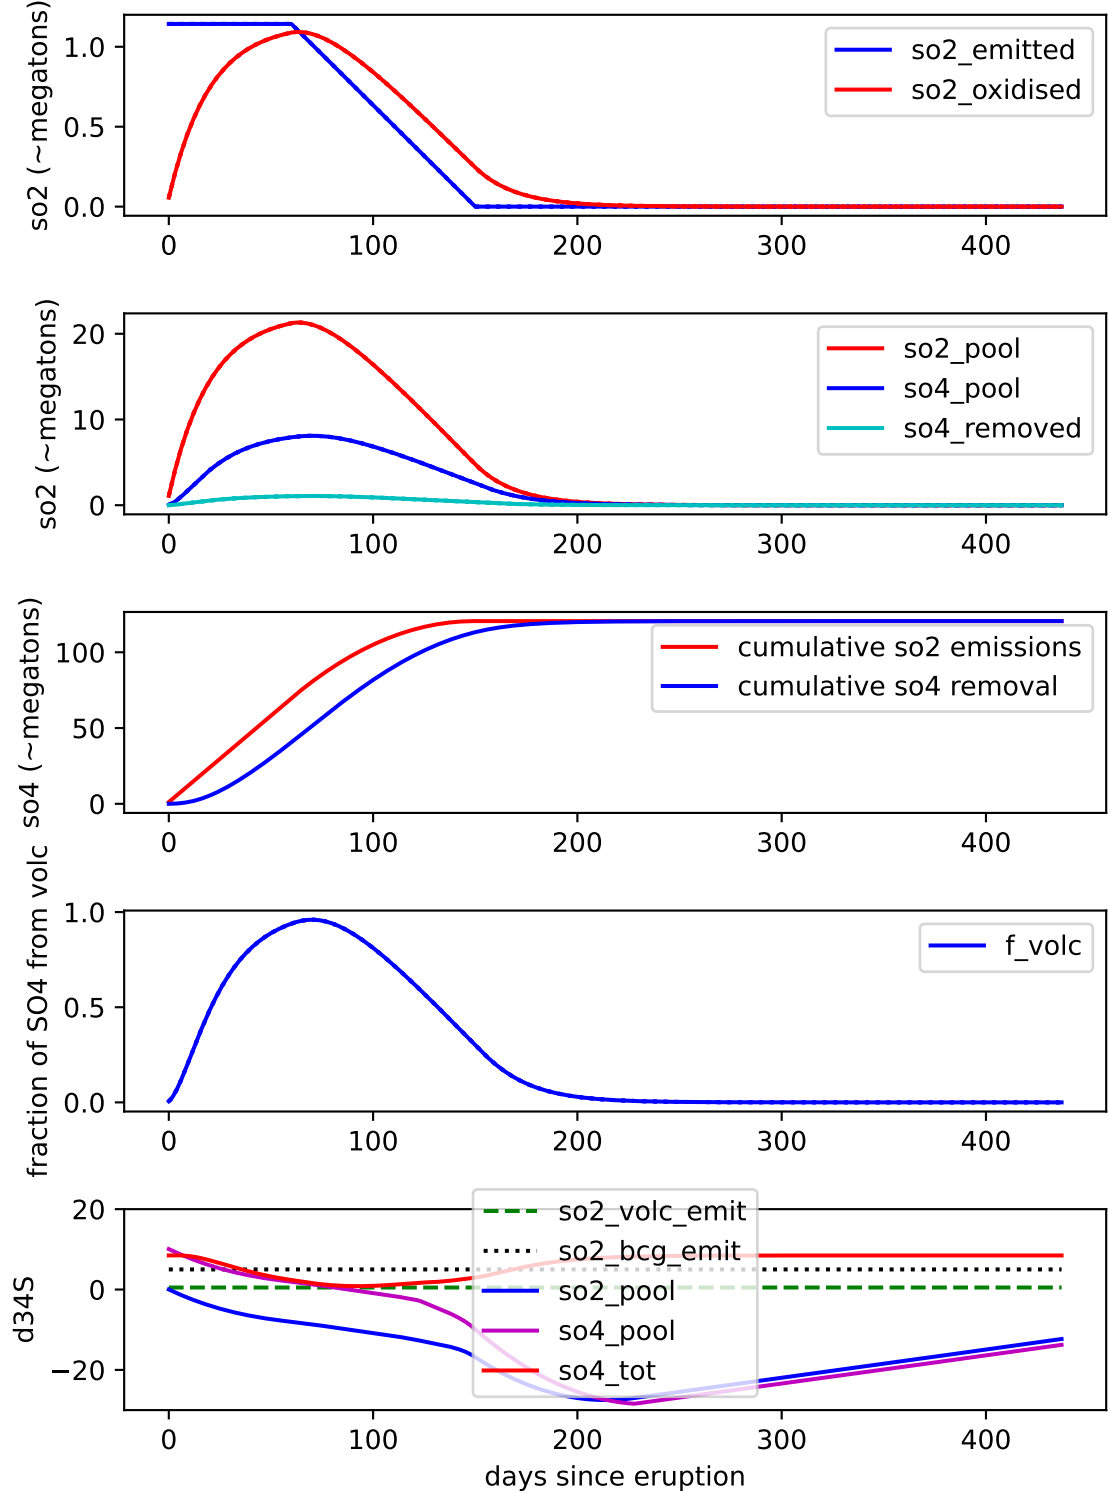 so2 (~megatons)
1.0
0.5
0.0
so2_emitted
so2_oxidised
0 100 200 300 400
so2 (~megatons)
20
10
0
so2_pool
so4_pool
so4_removed
0 100 200 300 400
so4 (~megatons)
100
50
0
cumulative so2 emissions
cumulative so4 removal
0 100 200 300 400
fraction of SO4 from volc
1.0
0.5
0.0
f_volc
0 100 200 300 400
d34S
20
0
−20
so2_volc_emit
so2_bcg_emit
so2_pool
so4_pool
so4_tot
0 100 200 300 400
days since eruption